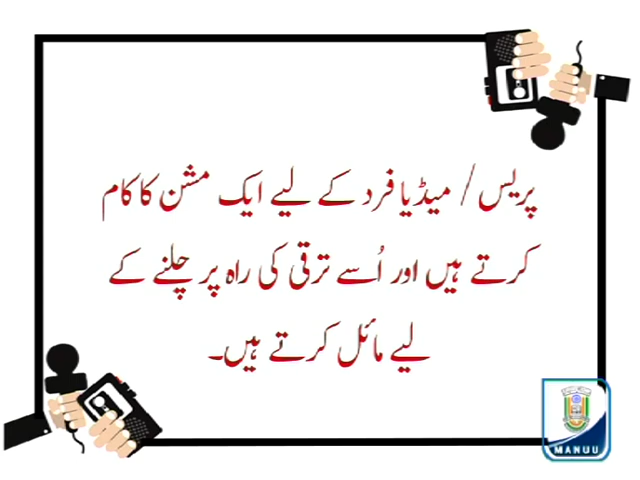 پریس/ میڈیا فرد کے لیے ایک مشن کا کام
کرتے ہیں اور اُسے ترقی کی راہ پر چلنے کے
لیے مائل کرتے ہیں۔
MANUU